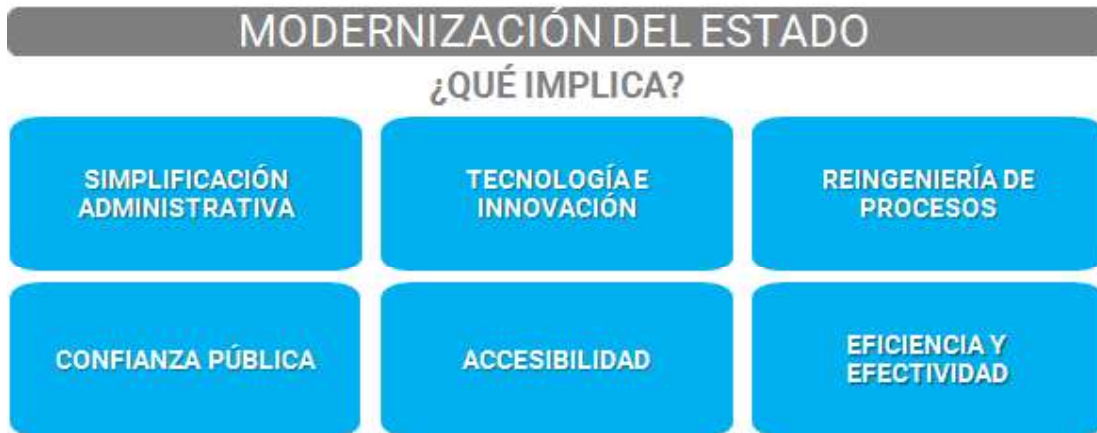 MODERNIZACIÓN DEL ESTADO
¿QUÉ IMPLICA?
SIMPLIFICACIÓN
ADMINISTRATIVA
TECNOLOGÍA E
INNOVACIÓN
REINGENIERÍA DE
PROCESOS
CONFIANZA PÚBLICA
ACCESIBILIDAD
EFICIENCIA Y
EFECTIVIDAD